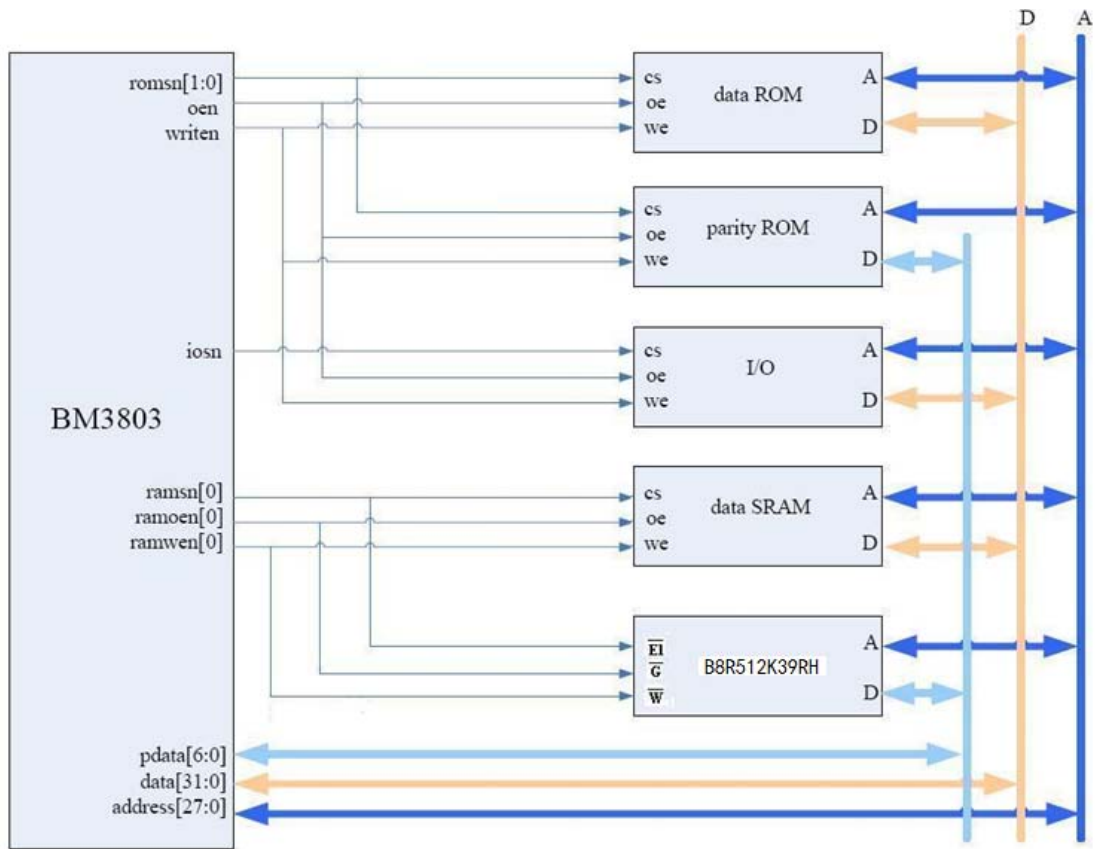 D A
romsn[1:0]
oen
writen
cs
oe
we
data ROM
A
D
cs
oe
we
parity ROM
A
D
iosn
cs
oe
we
I/O
A
D
BM3803
ramsn[0]
ramoen[0]
ramwen[0]
cs
oe
we
data SRAM
A
D
E1
G
W
B8R512K39RH
A
D
pdata[6:0]
data[31:0]
address[27:0]